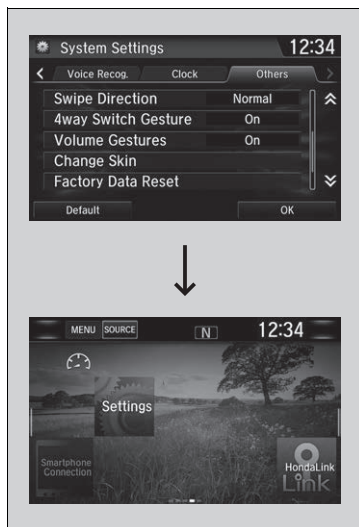 System Settings 12:34
Voice Recog. Clock Others
Swipe Direction Normal
4way Switch Gesture On
Volume Gestures On
Change Skin
Factory Data Reset
Default OK
MENU SOURCE N 12:34
Settings
Smartphone
Connection
HondaLink
Link